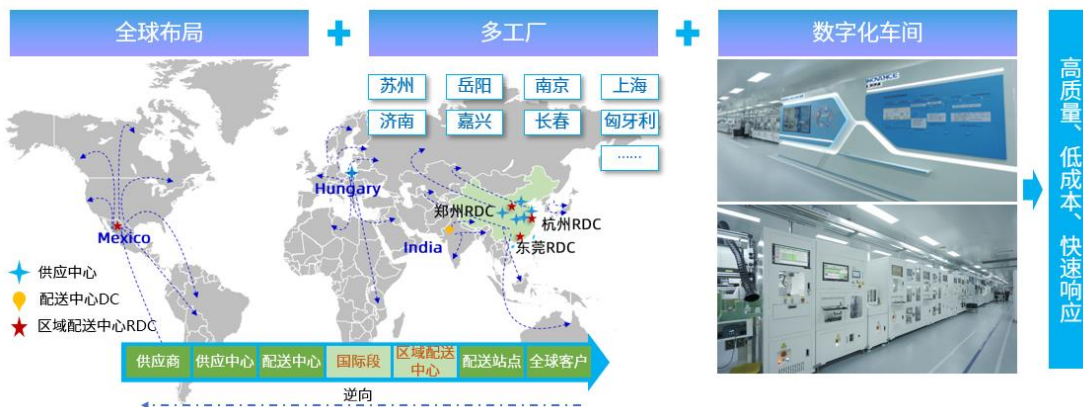 全球布局
多工厂
数字化车间
苏州
岳阳
南京
上海
济南
嘉兴
长春
匈牙利
……
Hungary
郑州RDC
杭州RDC
India
东莞RDC
Mexico
供应中心
配送中心DC
区域配送中心RDC
供应商
供应中心
配送中心
国际段
区域配送
中心
配送站点
全球客户
逆向
高质量、低成本、快速响应